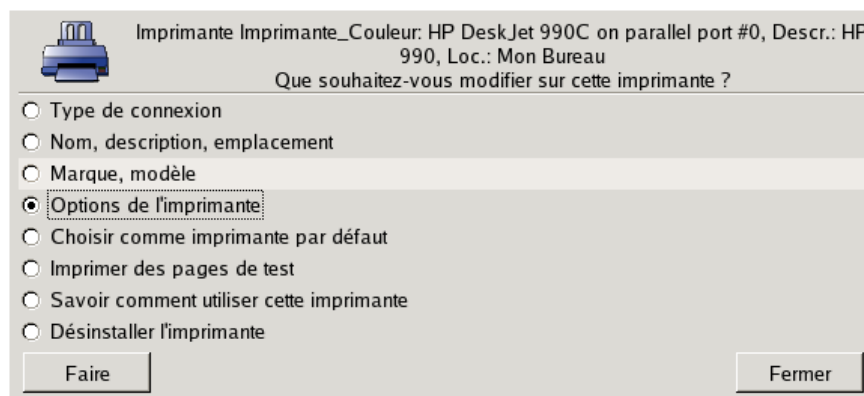 Imprimante Imprimante_Couleur: HP DeskJet 990C on parallel port #0, Descr.: HP
990, Loc.: Mon Bureau
Que souhaitez-vous modifier sur cette imprimante ?
Type de connexion
Nom, description, emplacement
Marque, modèle
Options de l'imprimante
Choisir comme imprimante par défaut
Imprimer des pages de test
Savoir comment utiliser cette imprimante
Désinstaller l'imprimante
Faire
Fermer